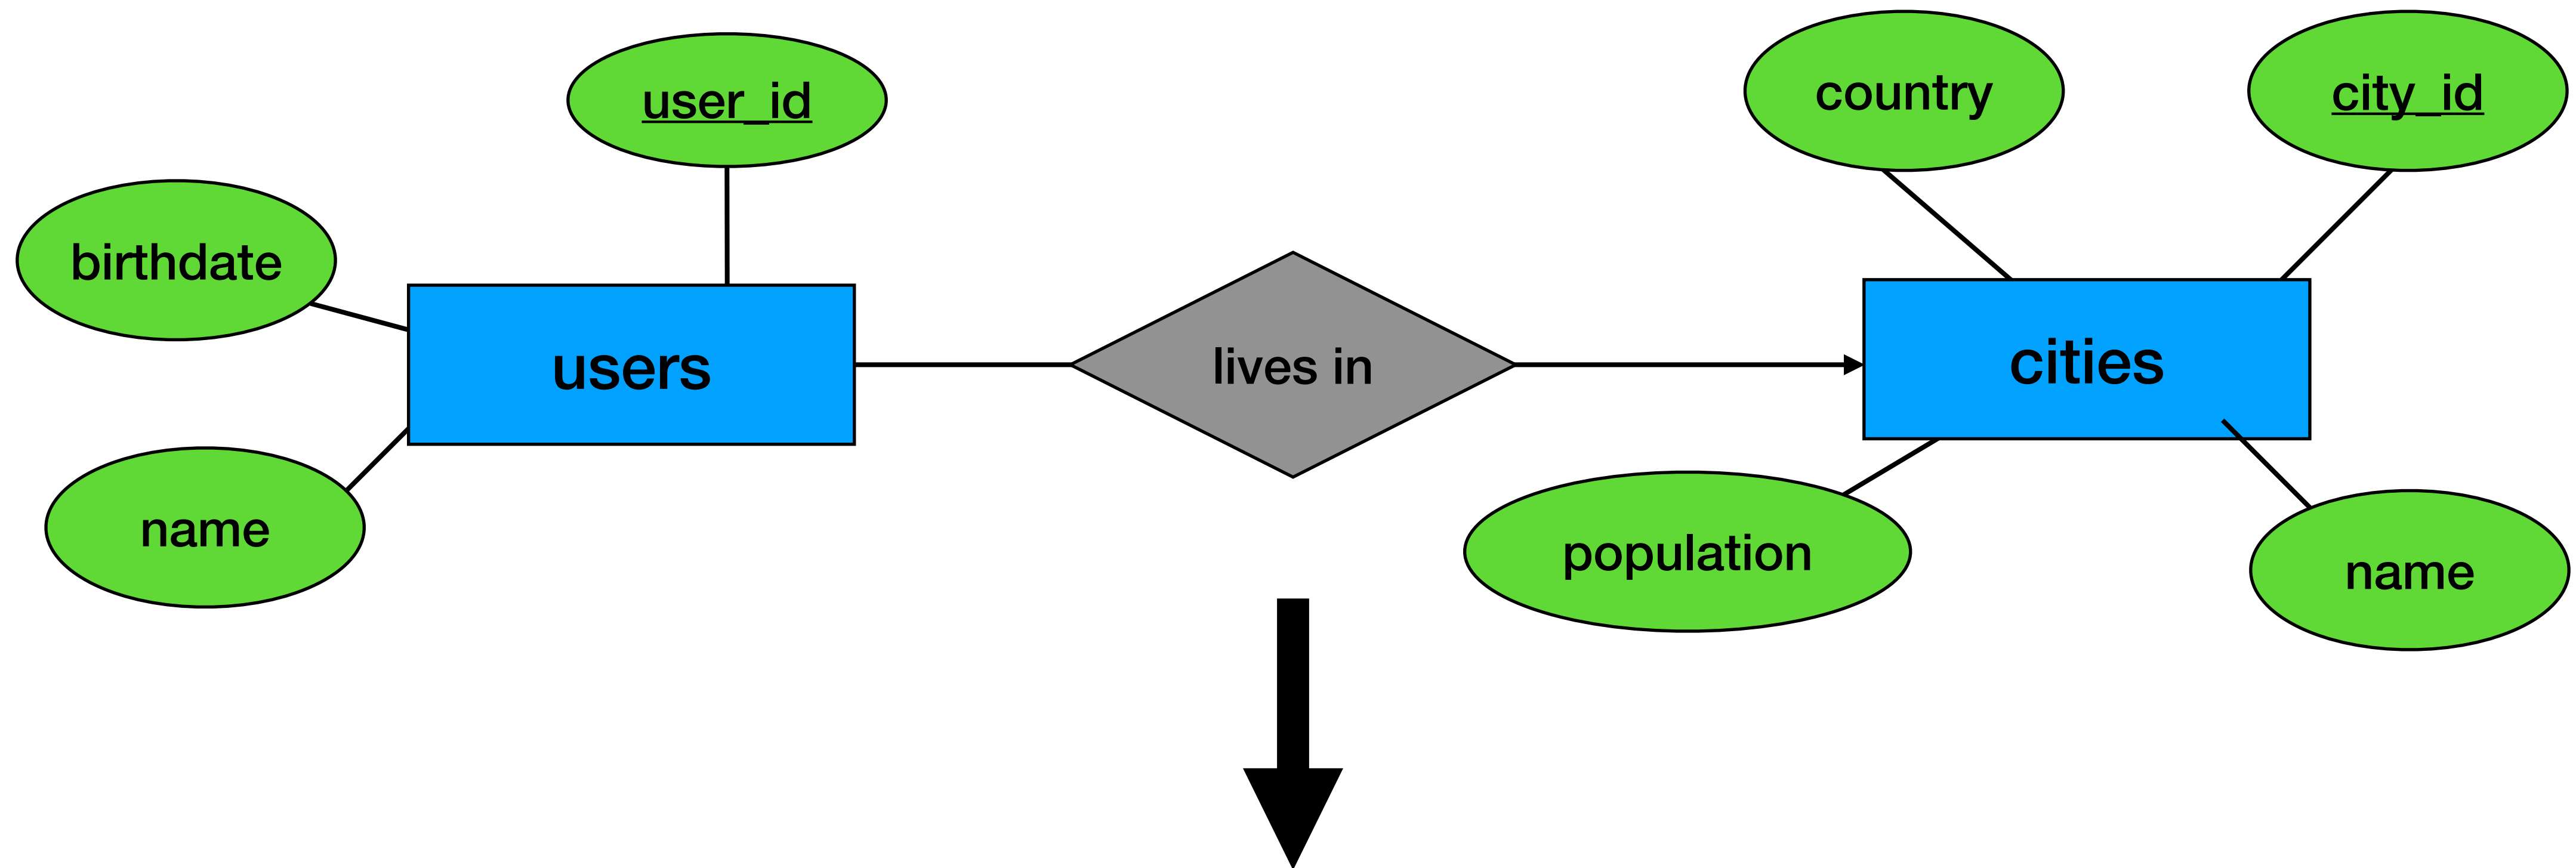 country
city_id
user_id
birthdate
users
lives in
cities
name
population
name